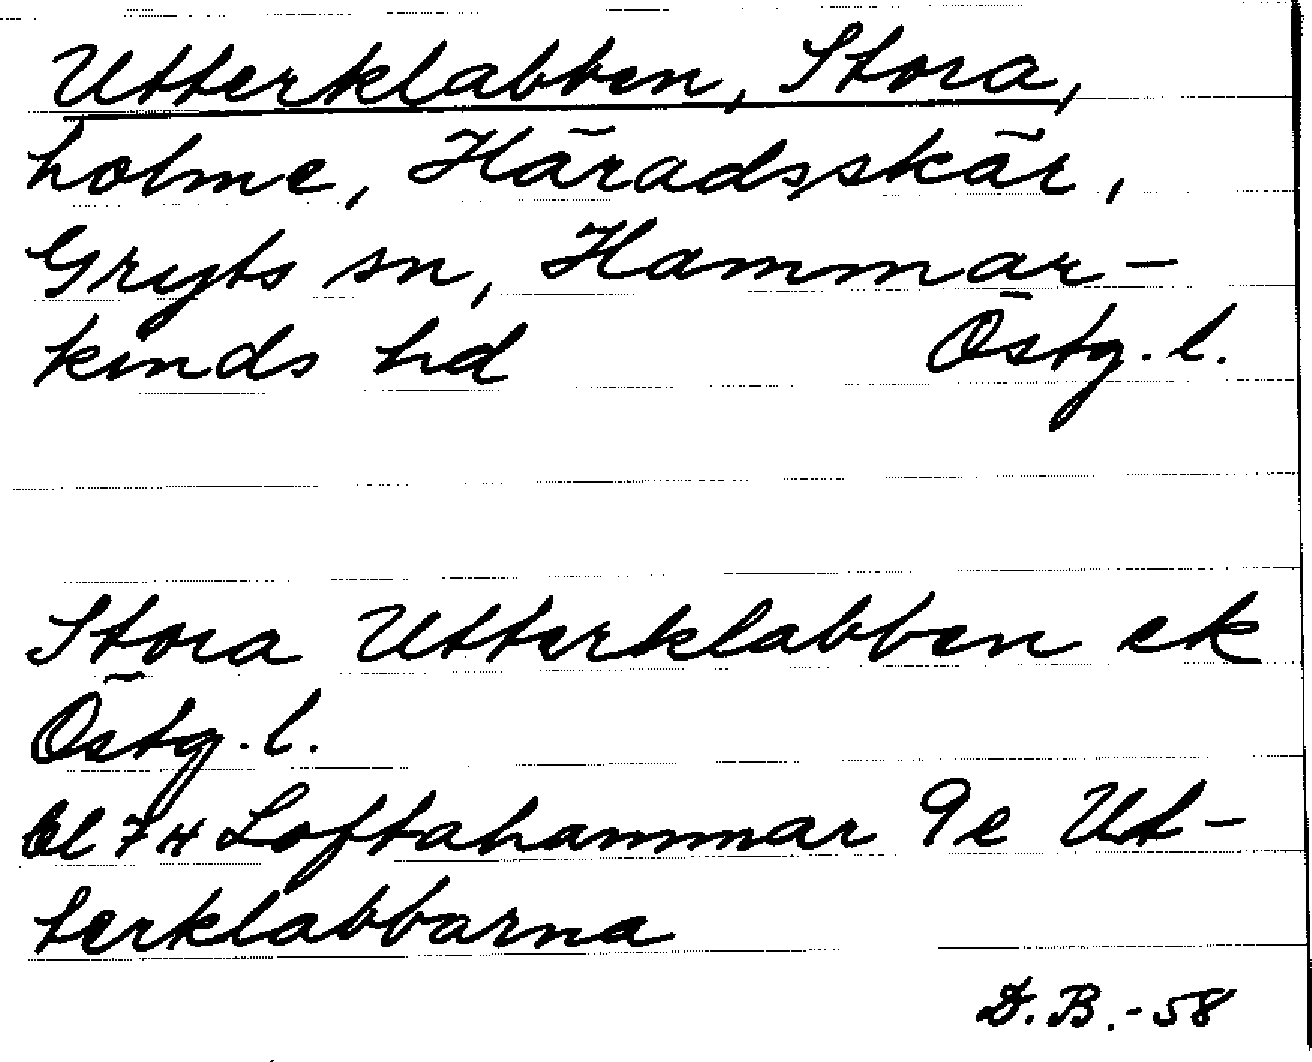 Utterklabben, Stora,
holme, Häradsskär,
Gryts sn, Hammar-
kinds hd Östg. l.
Stora Utterklabben ek
Östg. l.
bl 74 Loftahammar 9e Ut-
terklabbarna
D. B. -58